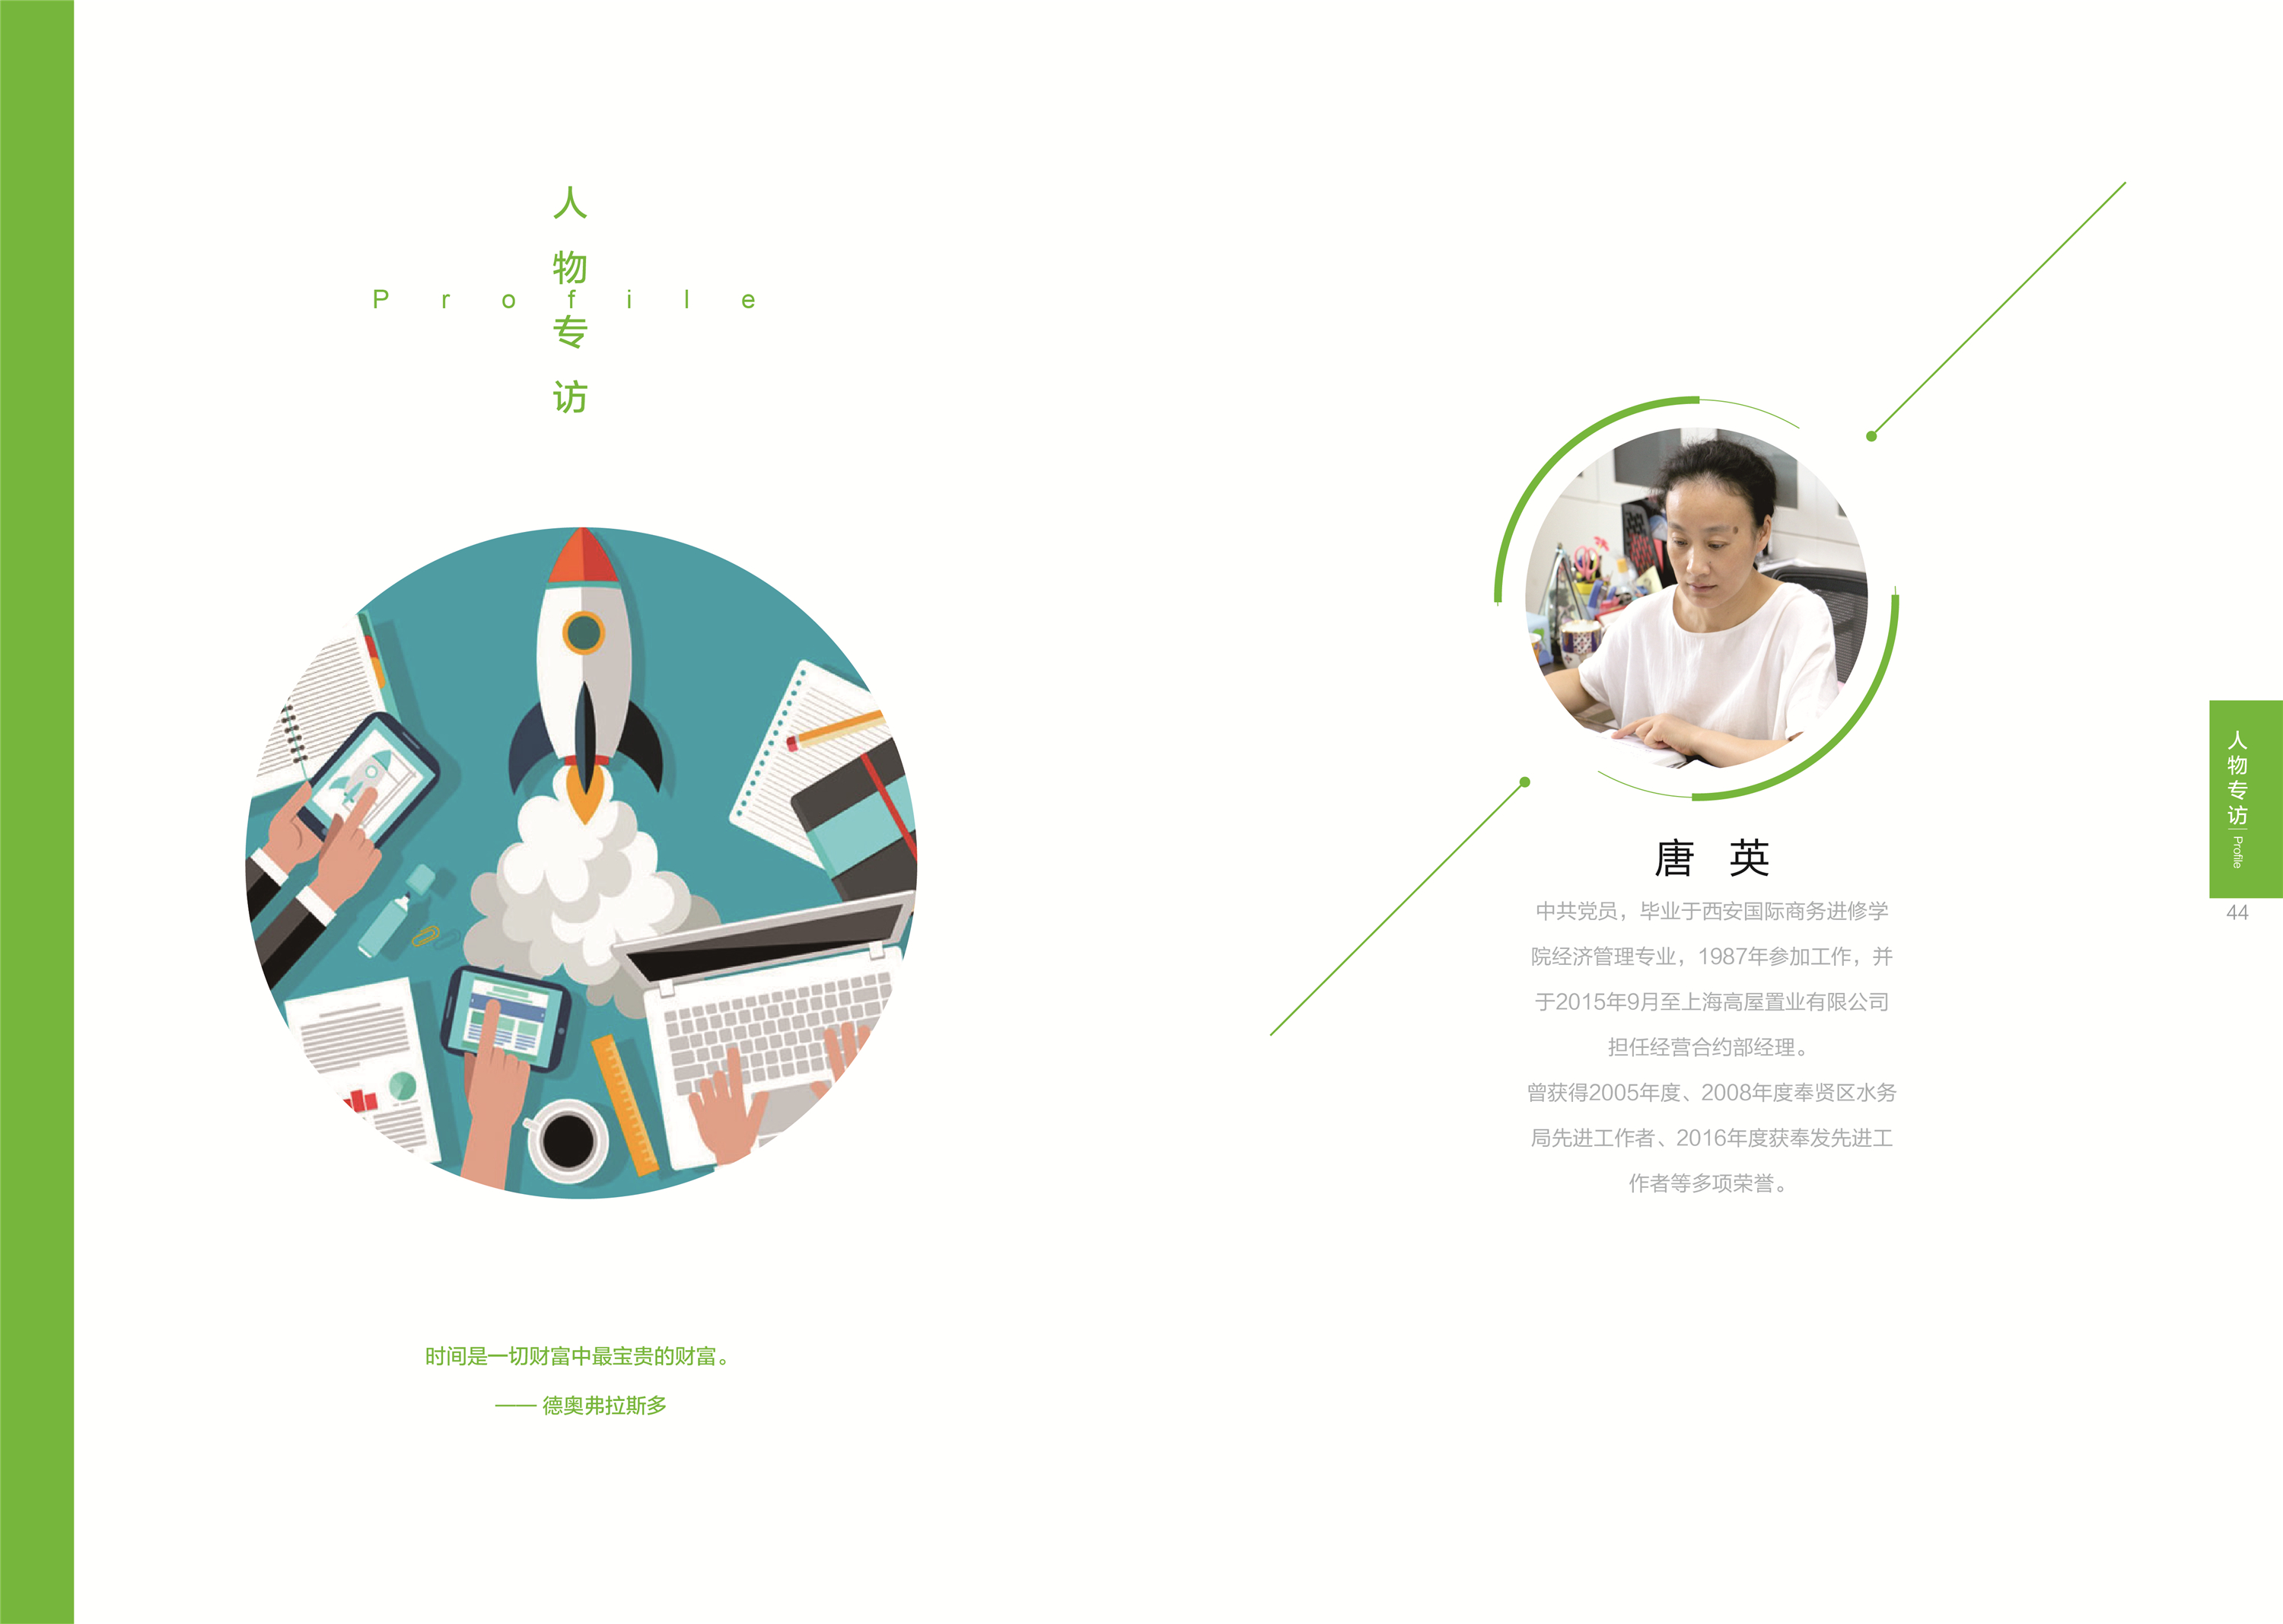 人物专访
Profile
时间是一切财富中最宝贵的财富。
—— 德奥弗拉斯多
唐 英
中共党员，毕业于西安国际商务进修学
院经济管理专业，1987年参加工作，并
于2015年9月至上海高屋置业有限公司
担任经营合约部经理。
曾获得2005年度、2008年度奉贤区水务
局先进工作者、2016年度获奉发先进工
作者等多项荣誉。
人物专访
Profile
44